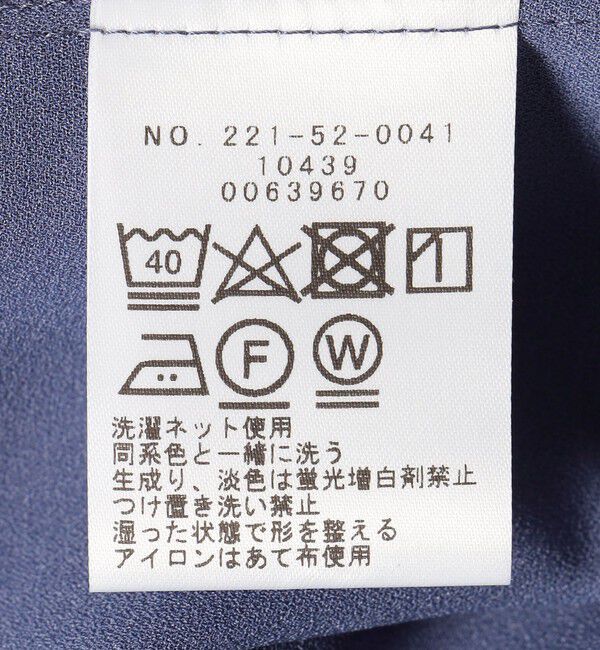 NO. 221-52-0041
10439
00639670
40
F W
洗濯ネット使用
同系色と一緒に洗う
生成り、淡色は蛍光増白剤禁止
つけ置き洗い禁止
湿った状態で形を整える
アイロンはあて布使用